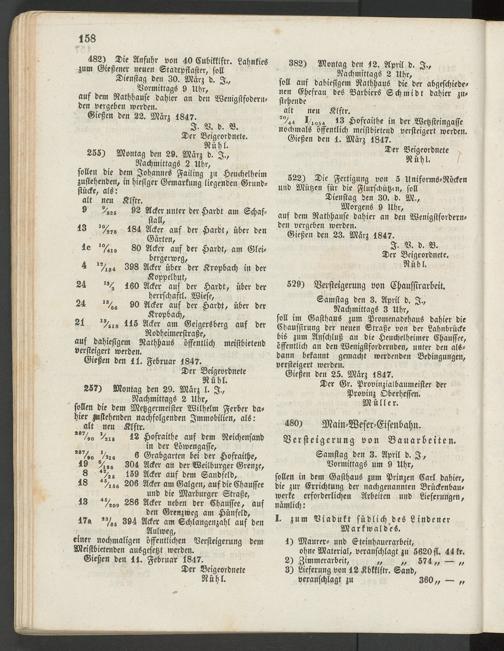 158
482) Die Anfuhr von 40 Cubikklftr. Lahnkies
zum Gießener neuen Stadtpflaster, soll
Dienstag den 30. März d. J.,
Vormittags 9 Uhr,
auf dem Rathhause dahier an den Wenigstfordern-
den vergeben werden.
Gießen den 22. März 1847.
J. V. d. B.
Der Beigeordnete.
Rühl.
255) Montag den 29. März d. J.,
Nachmittags 2 Uhr,
sollen die dem Johannes Failing zu Heuchelheim
zustehenden, in hiesiger Gemarkung liegenden Grund-
stücke, als:
alt neu Klftr.
92 Acker unter der Hardt am Schaf-
stall,
13 184 Acker auf der Hardt, über den
Gärten,
1c 80 Acker auf der Hardt, am Glei-
bergerweg,
4 398 Acker über der Kropbach in der
Koppelhut,
24 160 Acker auf der Hardt, über der
herrschaftl. Wiese,
24 90 Acker auf der Hardt, über der
Kropbach,
21 115 Acker am Geigersberg auf der
Rodheimerstraße,
auf dahiesigem Rathhaus öffentlich meistbietend
versteigert werden.
Gießen den 11. Februar 1847.
Der Beigeordnete
Rühl.
257) Montag den 29. März l. J.,
Nachmittags 2 Uhr,
sollen die dem Metzgermeister Wilhelm Ferber da-
hier zustehenden nachfolgenden Immobilien, als:
alt neu Klftr.
12 Hofraithe auf dem Reichensand
in der Löwengasse,
6 Grabgarten bei der Hofraithe,
19 304 Acker an der Weilburger Grenze,
8 159 Acker auf dem Sandfeld,
18 206 Acker am Galgen, auf die Chaussee
und die Marburger Straße,
13 286 Acker neben der Chaussee, auf
den Grenzweg am Hünfeld,
17a 394 Acker am Schlangenzahl auf den
Aulweg,
einer nochmaligen öffentlichen Versteigerung dem
Meistbietenden ausgesetzt werden.
Gießen den 11. Februar 1847.
Der Beigeordnete
Rühl.
382) Montag den 12. April d. J.,
Nachmittags 2 Uhr,
soll auf dahiesigem Rathhaus die der abgeschiede-
nen Ehefrau des Barbiers Schmidt dahier zu-
stehende
alt neu Klftr.
13 Hofraithe in der Wetzsteingasse
nochmals öffentlich meistbietend versteigert werden.
Gießen den 1. März 1847.
Der Beigeordnete
Rühl.
522) Die Fertigung von 5 Uniforms-Röcken
und Mützen für die Flurschützen, soll
Dienstag den 30. d. M.,
Morgens 9 Uhr,
auf dem Rathhause dahier an den Wenigstfordern-
den vergeben werden.
Gießen den 23. März 1847.
J. V. d. B.
Der Beigeordnete.
Rühl.
529) Versteigerung von Chaussirarbeit.
Samstag den 3. April d. J.,
Nachmittags 3 Uhr,
soll im Gasthaus zum Promenadehaus dahier die
Chaussirung der neuen Straße von der Lahnbrücke
bis zum Anschluß an die Heuchelheimer Chaussee,
öffentlich an den Wenigstfordernden, unter den als-
dann bekannt gemacht werdenden Bedingungen,
versteigert werden.
Gießen den 25. März 1847.
Der Gr. Provinzialbaumeister der
Provinz Oberhessen.
Müller.
480) Main-Weser-Eisenbahn.
Versteigerung von Bauarbeiten.
Samstag den 3. April d. J.,
Vormittags um 9 Uhr,
sollen in dem Gasthaus zum Prinzen Carl dahier,
die zur Errichtung der nachgenannten Brückenbau-
werke erforderlichen Arbeiten und Lieferungen,
nämlich:
I. zum Viadukt südlich des Lindener
Markwaldes.
1) Maurer- und Steinhauerarbeit,
ohne Material, veranschlagt zu 5620 fl. 44 kr.
2) Zimmerarbeit, „ „ 574 „ — „
3) Lieferung von 12 Kbkklftr. Sand,
veranschlagt zu 360 „ — „